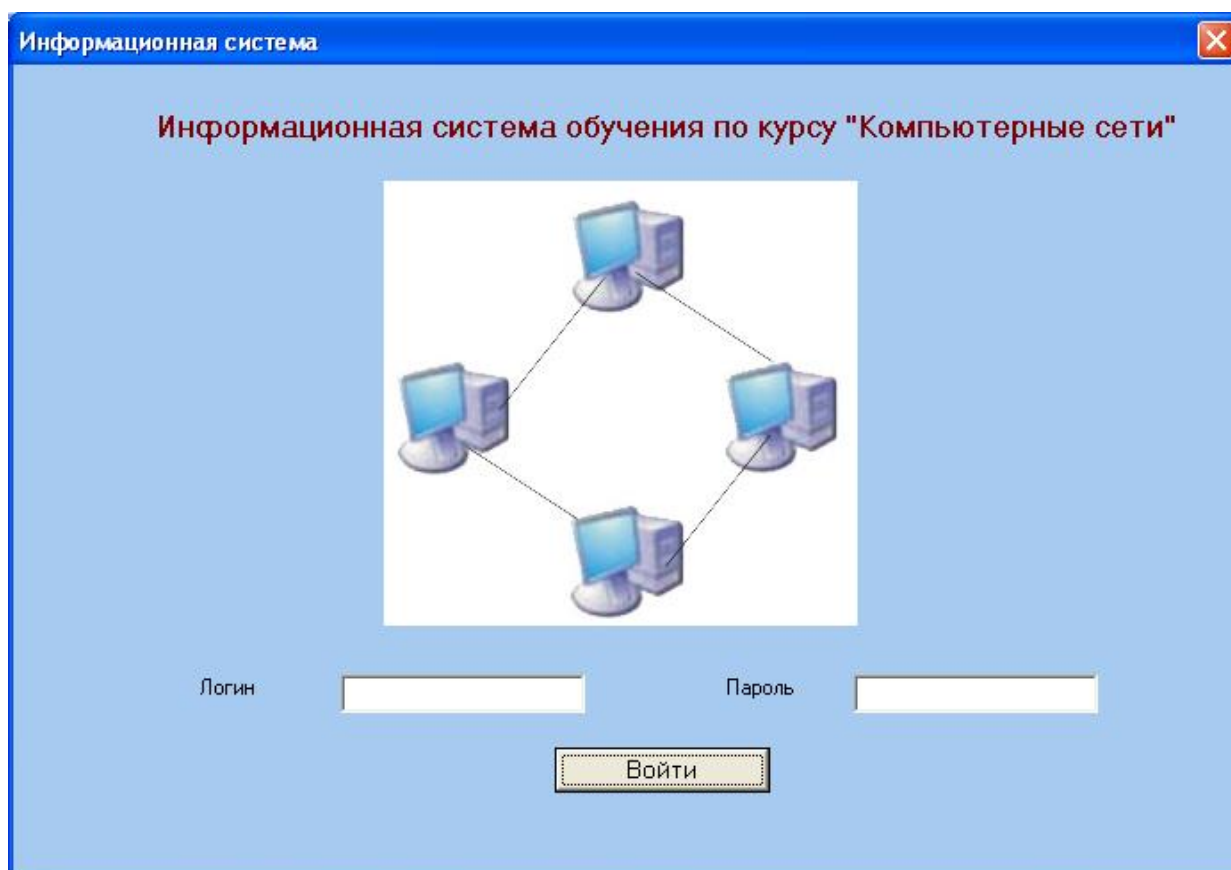 Информационная система
Информационная система обучения по курсу "Компьютерные сети"
Логин
Пароль
Войти